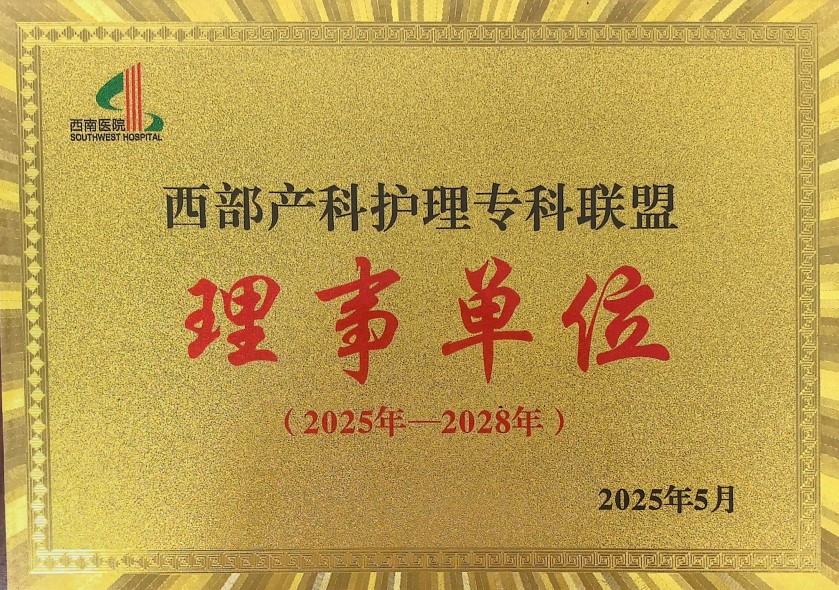 西南医院
SOUTHWEST HOSPITAL
西部产科护理专科联盟
理事单位
（2025年—2028年）
2025年5月